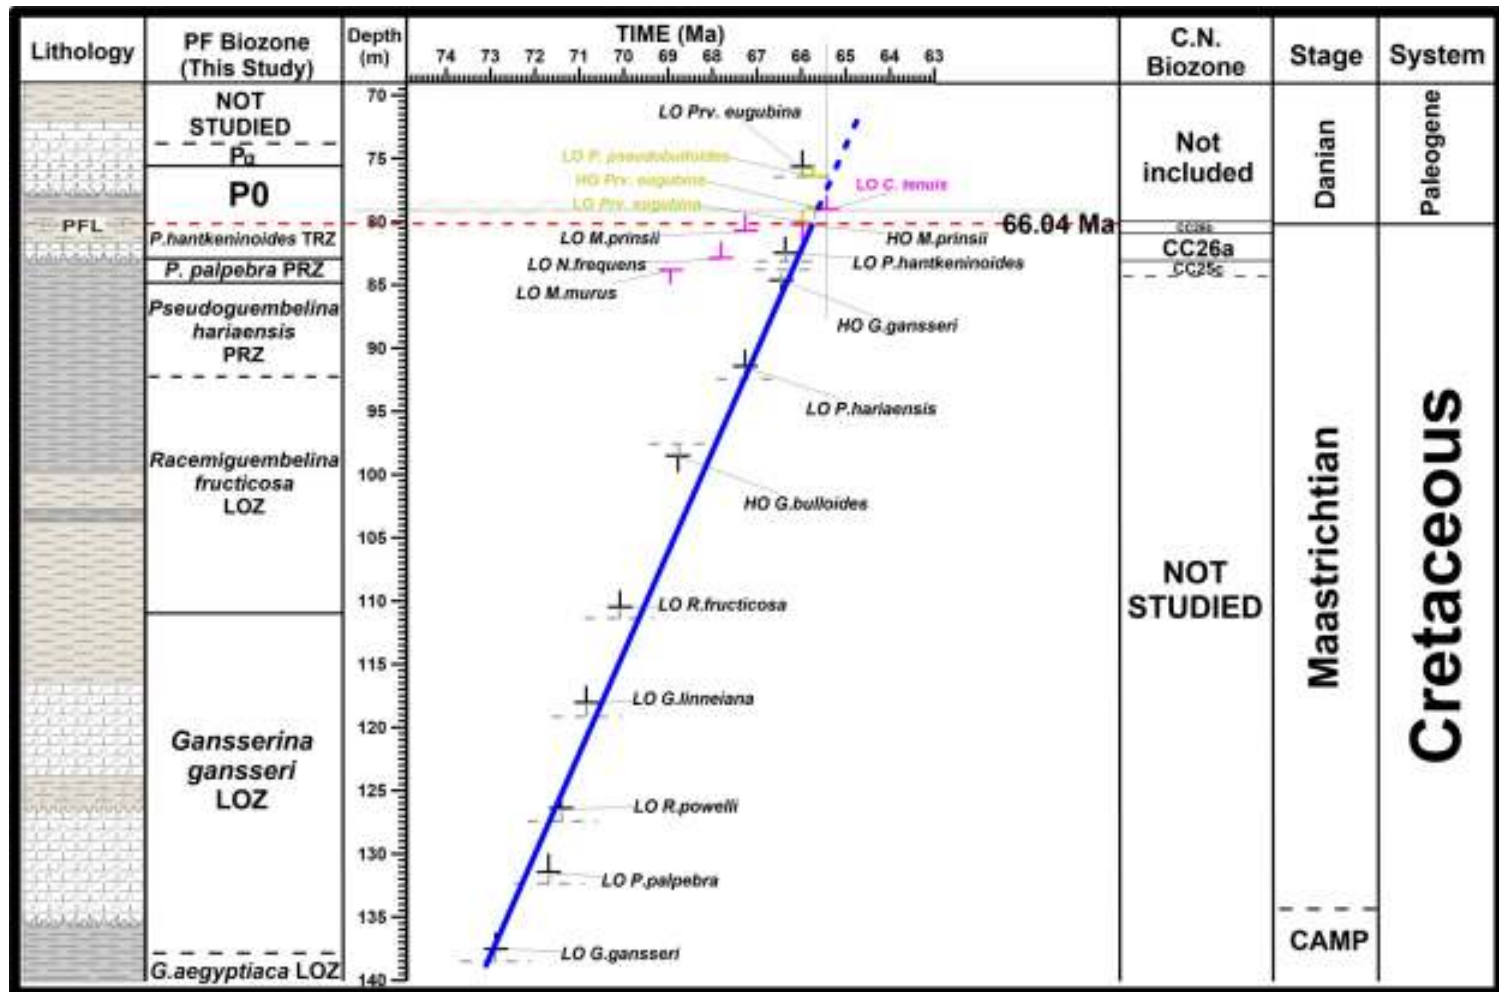 Lithology
PF Biozone
(This Study)
Depth
(m)
TIME (Ma)
74 73 72 71 70 69 68 67 66 65 64 63
C.N.
Biozone
Stage
System
NOT
STUDIED
Pα
P0
PFL
P.hantkeninoides TRZ
P. palpebra PRZ
Pseudoguembelina
hariaensis
PRZ
Racemiguembelina
fructicosa
LOZ
Gansserina
gansseri
LOZ
G.aegyptiaca LOZ
70
75
80
85
90
95
100
105
110
115
120
125
130
135
140
LO Prv. eugubina
LO P. pseudobulloides
HO Prv. eugubina
LO C. tenuis
LO Prv. eugubina
66.04 Ma
LO M.prinsii
HO M.prinsii
LO N.frequens
LO P.hantkeninoides
LO M.murus
HO G.gansseri
LO P.hariaensis
HO G.bulloides
LO R.fructicosa
LO G.linneiana
LO R.powelli
LO P.palpebra
LO G.gansseri
Not
included
CC26b
CC26a
CC25c
NOT
STUDIED
Danian
Maastrichtian
CAMP
Paleogene
Cretaceous